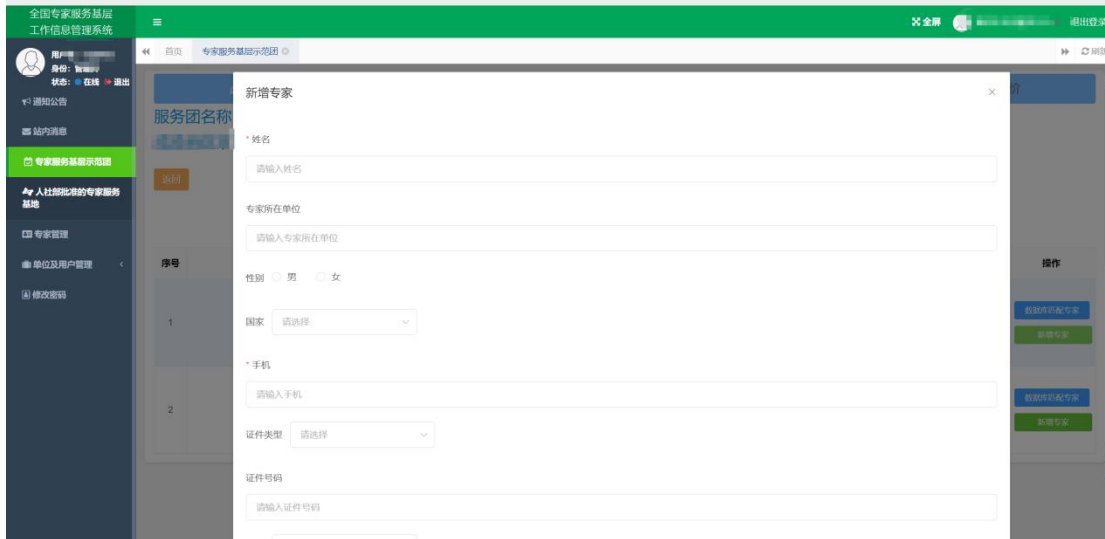 全国专家服务基层
工作信息管理系统
全屏
退出登录
用户
身份：
状态： 在线 退出
首页 专家服务基层示范团
通知公告
站内消息
专家服务基层示范团
人社部批准的专家服务
基地
专家管理
单位及用户管理
修改密码
服务团名称
返回
价
序号
操作
1
数据库匹配专家
新增专家
2
数据库匹配专家
新增专家
新增专家
* 姓名
请输入姓名
专家所在单位
请输入专家所在单位
性别 男 女
国家 请选择
* 手机
请输入手机
证件类型 请选择
证件号码
请输入证件号码